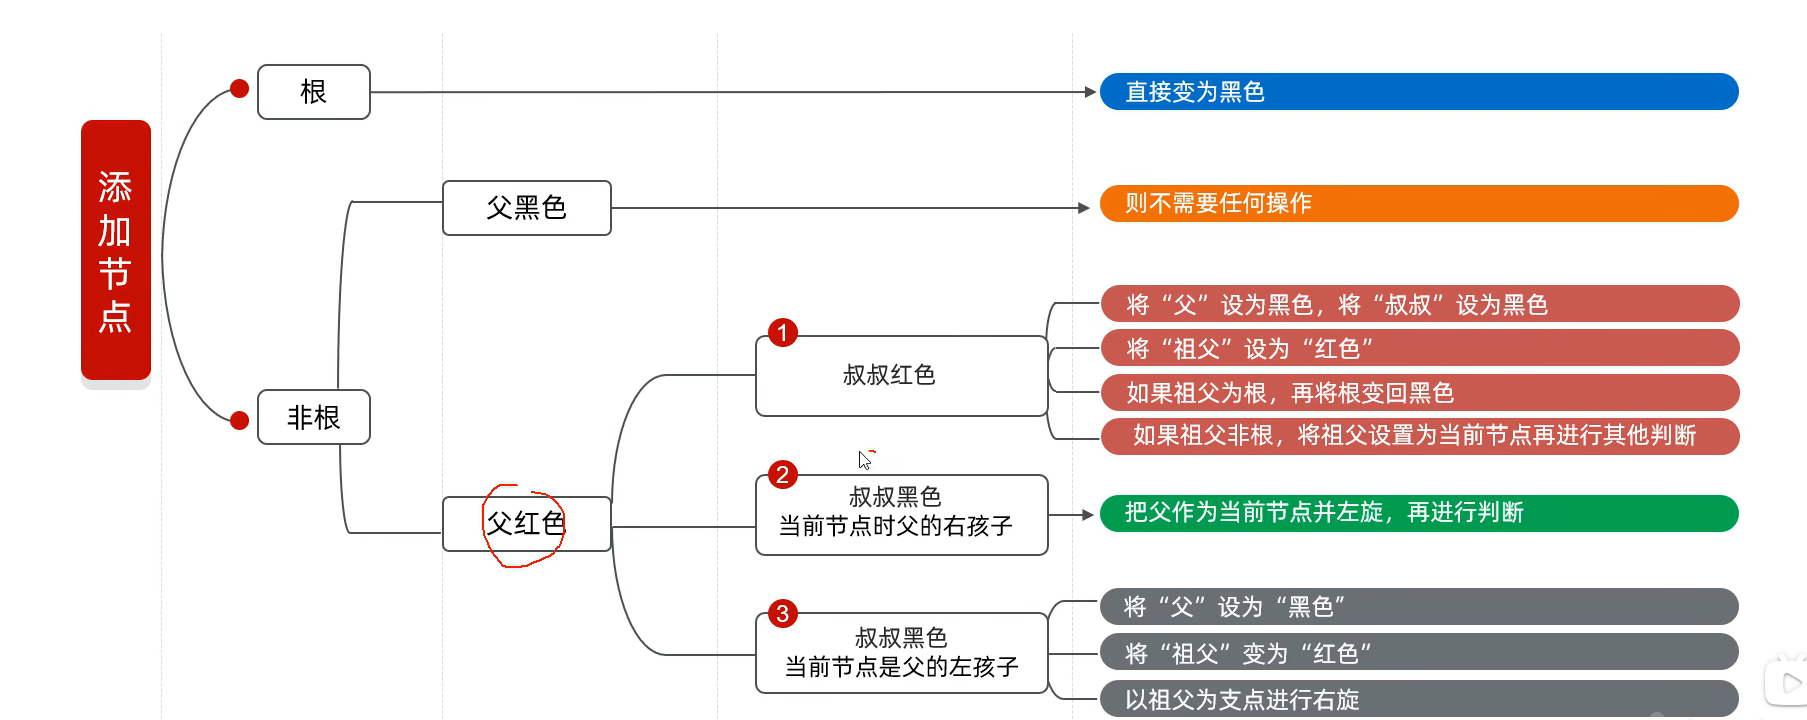 添加节点
根
直接变为黑色
父黑色
则不需要任何操作
非根
父红色
1
叔叔红色
将“父”设为黑色，将“叔叔”设为黑色
将“祖父”设为“红色”
如果祖父为根，再将根变回黑色
如果祖父非根，将祖父设置为当前节点再进行其他判断
2
叔叔黑色
当前节点时父的右孩子
把父作为当前节点并左旋，再进行判断
3
叔叔黑色
当前节点是父的左孩子
将“父”设为“黑色”
将“祖父”变为“红色”
以祖父为支点进行右旋